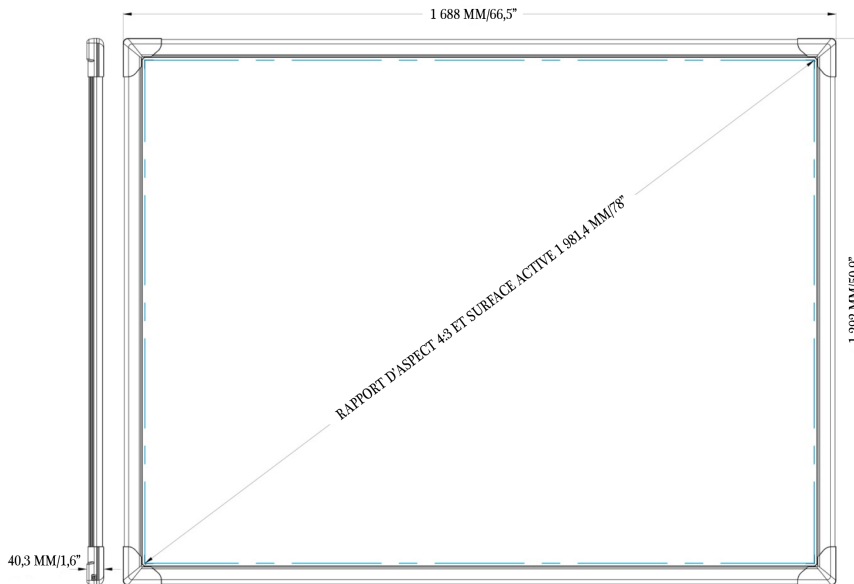 1 688 MM/66,5”
RAPPORT D’ASPECT 4:3 ET SURFACE ACTIVE 1 981,4 MM/78”
40,3 MM/1,6”